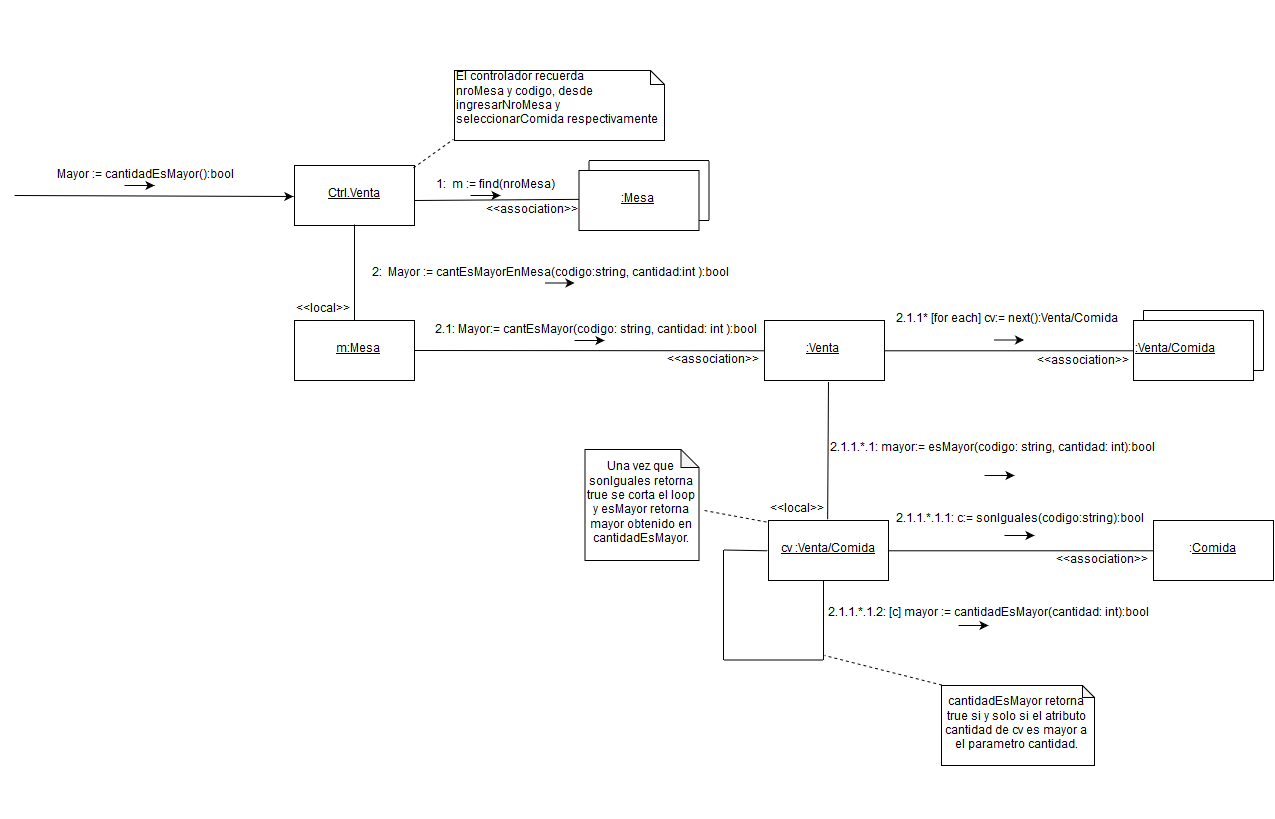 El controlador recuerda
nroMesa y codigo, desde
ingresarNroMesa y
seleccionarComida respectivamente
Mayor := cantidadEsMayor():bool
Ctrl.Venta
1:  m := find(nroMesa)
<<association>>
:Mesa
2:  Mayor := cantEsMayorEnMesa(codigo:string, cantidad:int ):bool
<<local>>
m:Mesa
2.1: Mayor:= cantEsMayor(codigo: string, cantidad: int ):bool
<<association>>
:Venta
2.1.1* [for each] cv:= next():Venta/Comida
<<association>>
:Venta/Comida
2.1.1.*.1: mayor:= esMayor(codigo: string, cantidad: int):bool
Una vez que
sonIguales retorna
true se corta el loop
y esMayor retorna
mayor obtenido en
cantidadEsMayor.
<<local>>
cv :Venta/Comida
2.1.1.*.1.1: c:= sonIguales(codigo:string):bool
<<association>>
:Comida
2.1.1.*.1.2: [c] mayor := cantidadEsMayor(cantidad: int):bool
cantidadEsMayor retorna
true si y solo si el atributo
cantidad de cv es mayor a
el parametro cantidad.